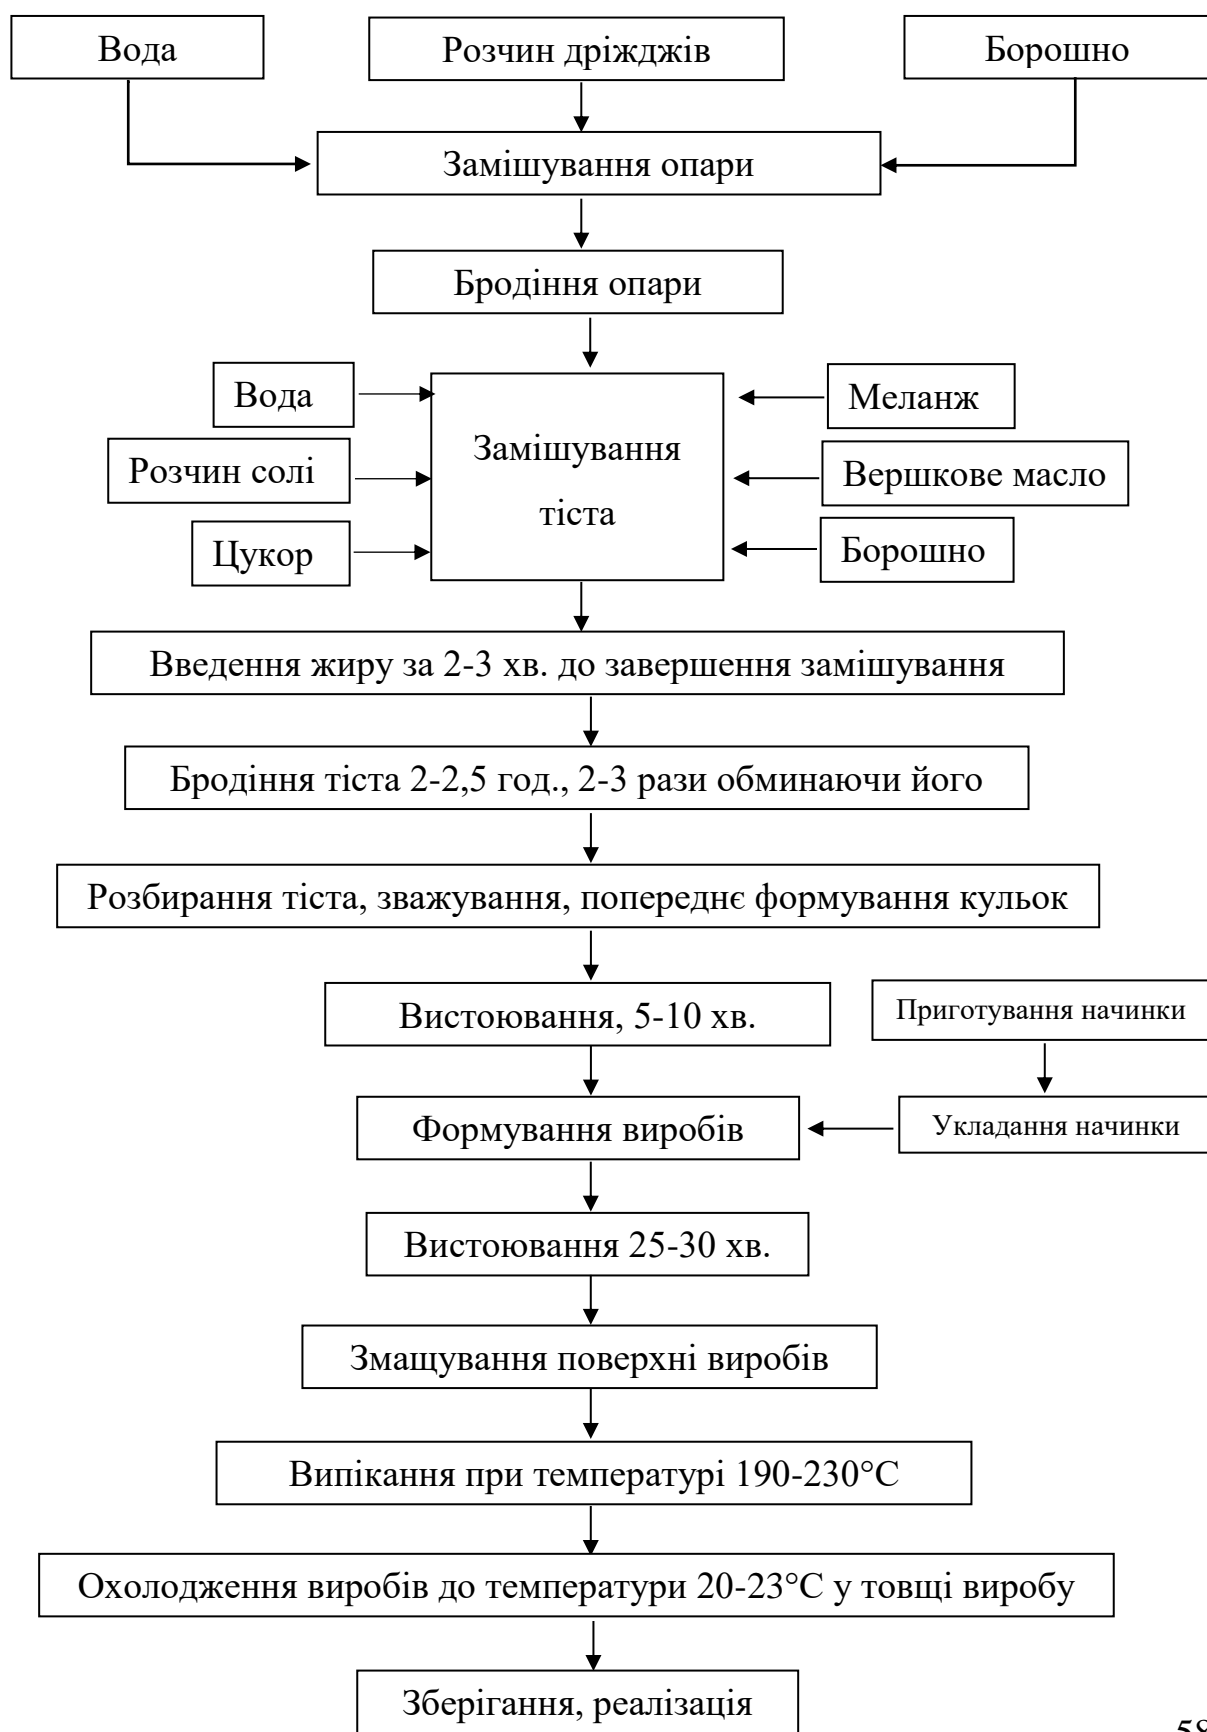 Вода
Розчин дріжджів
Борошно
Замішування опари
Бродіння опари
Вода
Меланж
Замішування
тіста
Розчин солі
Вершкове масло
Цукор
Борошно
Введення жиру за 2-3 хв. до завершення замішування
Бродіння тіста 2-2,5 год., 2-3 рази обминаючи його
Розбирання тіста, зважування, попереднє формування кульок
Вистоювання, 5-10 хв.
Приготування начинки
Формування виробів
Укладання начинки
Вистоювання 25-30 хв.
Змащування поверхні виробів
Випікання при температурі 190-230°С
Охолодження виробів до температури 20-23°С у товщі виробу
Зберігання, реалізація
58